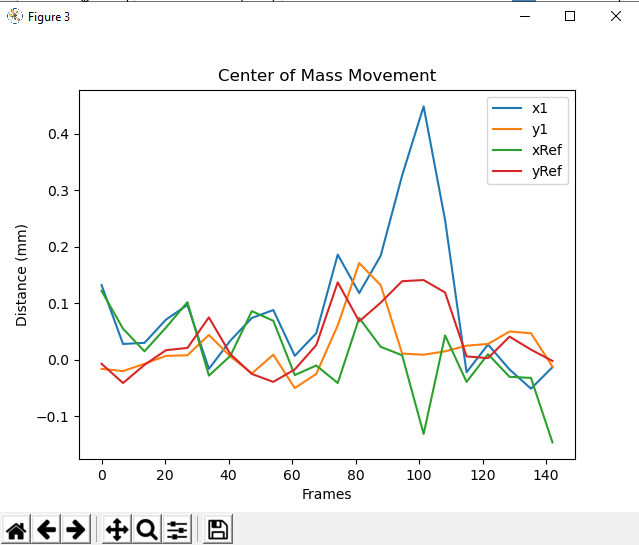 Figure 3
Center of Mass Movement
x1
y1
xRef
yRef
0.4
0.3
0.2
0.1
0.0
−0.1
Distance (mm)
0 20 40 60 80 100 120 140
Frames